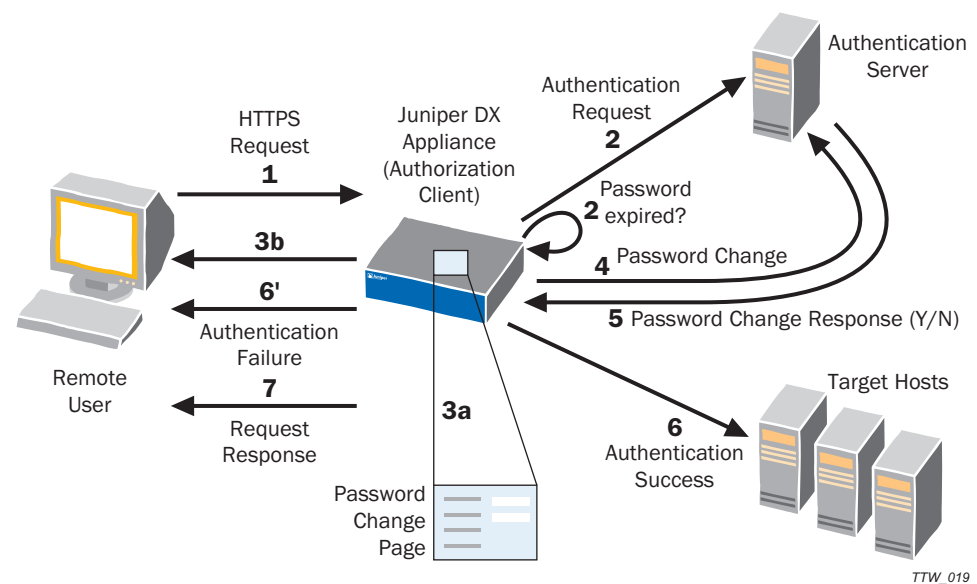 HTTPS
Request
1
Juniper DX
Appliance
(Authorization
Client)
Authentication
Request
2
Authentication
Server
2
Password
expired?
3b
4 Password Change
6'
Authentication
Failure
5 Password Change Response (Y/N)
Remote
User
7
Request
Response
3a
6
Authentication
Success
Target Hosts
Password
Change
Page
TTW_019